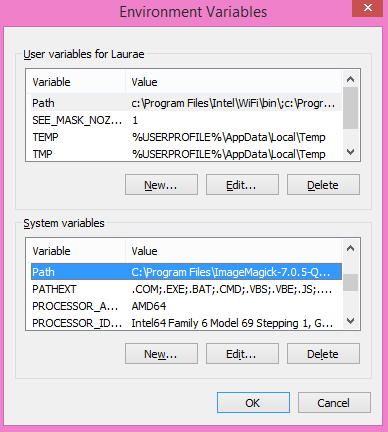 Environment Variables
User variables for Laurae
Variable Value
Path c:\Program Files\Intel\WiFi\bin\;c:\Progr...
SEE_MASK_NOZ... 1
TEMP %USERPROFILE%\AppData\Local\Temp
TMP %USERPROFILE%\AppData\Local\Temp
New... Edit... Delete
System variables
Variable Value
Path C:\Program Files\ImageMagick-7.0.5-Q...
PATHEXT .COM;.EXE;.BAT;.CMD;.VBS;.VBE;.JS;....
PROCESSOR_A... AMD64
PROCESSOR_ID... Intel64 Family 6 Model 69 Stepping 1, G...
New... Edit... Delete
OK Cancel